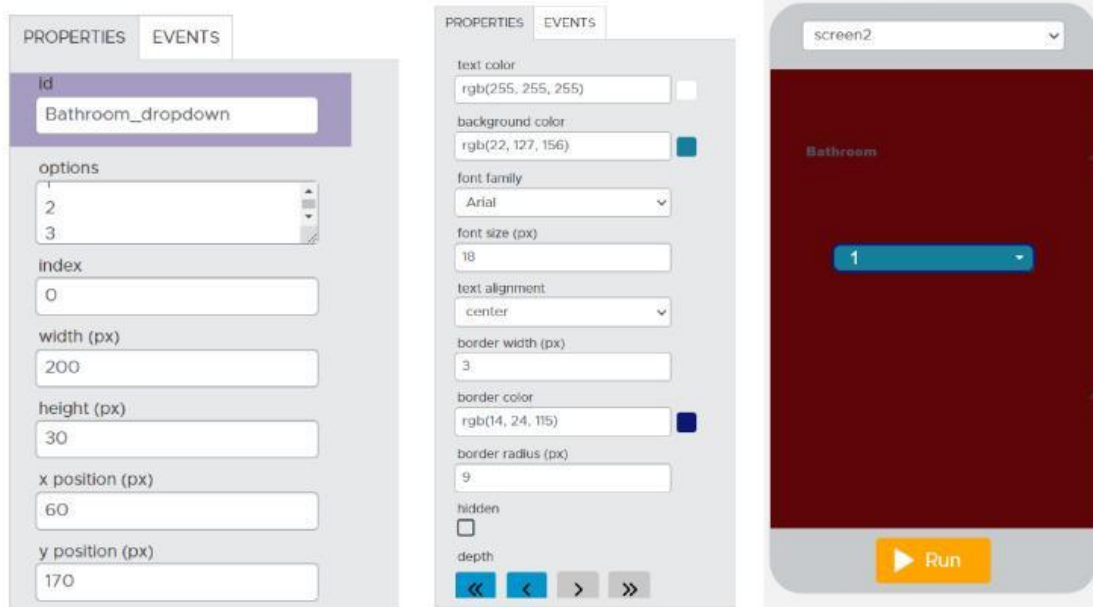 PROPERTIES EVENTS
id
Bathroom_dropdown
options
2
3
index
0
width (px)
200
height (px)
30
x position (px)
60
y position (px)
170
PROPERTIES EVENTS
text color
rgb(255, 255, 255)
background color
rgb(22, 127, 156)
font family
Arial
font size (px)
18
text alignment
center
border width (px)
3
border color
rgb(14, 24, 115)
border radius (px)
9
hidden
depth
screen2
Bathroom
1
Run